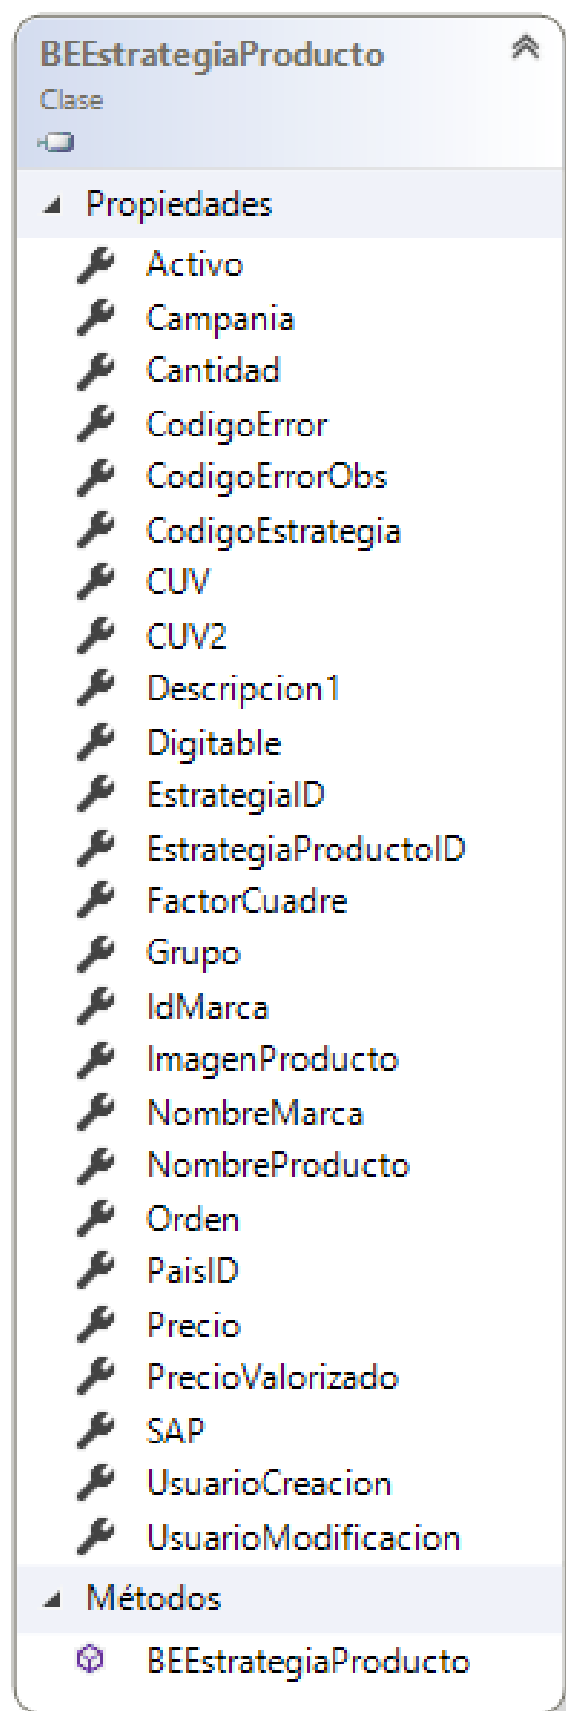 BEEstrategiaProducto
Clase
Propiedades
Activo
Campania
Cantidad
CodigoError
CodigoErrorObs
CodigoEstrategia
CUV
CUV2
Descripcion1
Digitable
EstrategiaID
EstrategiaProductoID
FactorCuadre
Grupo
IdMarca
ImagenProducto
NombreMarca
NombreProducto
Orden
PaisID
Precio
PrecioValorizado
SAP
UsuarioCreacion
UsuarioModificacion
Métodos
BEEstrategiaProducto